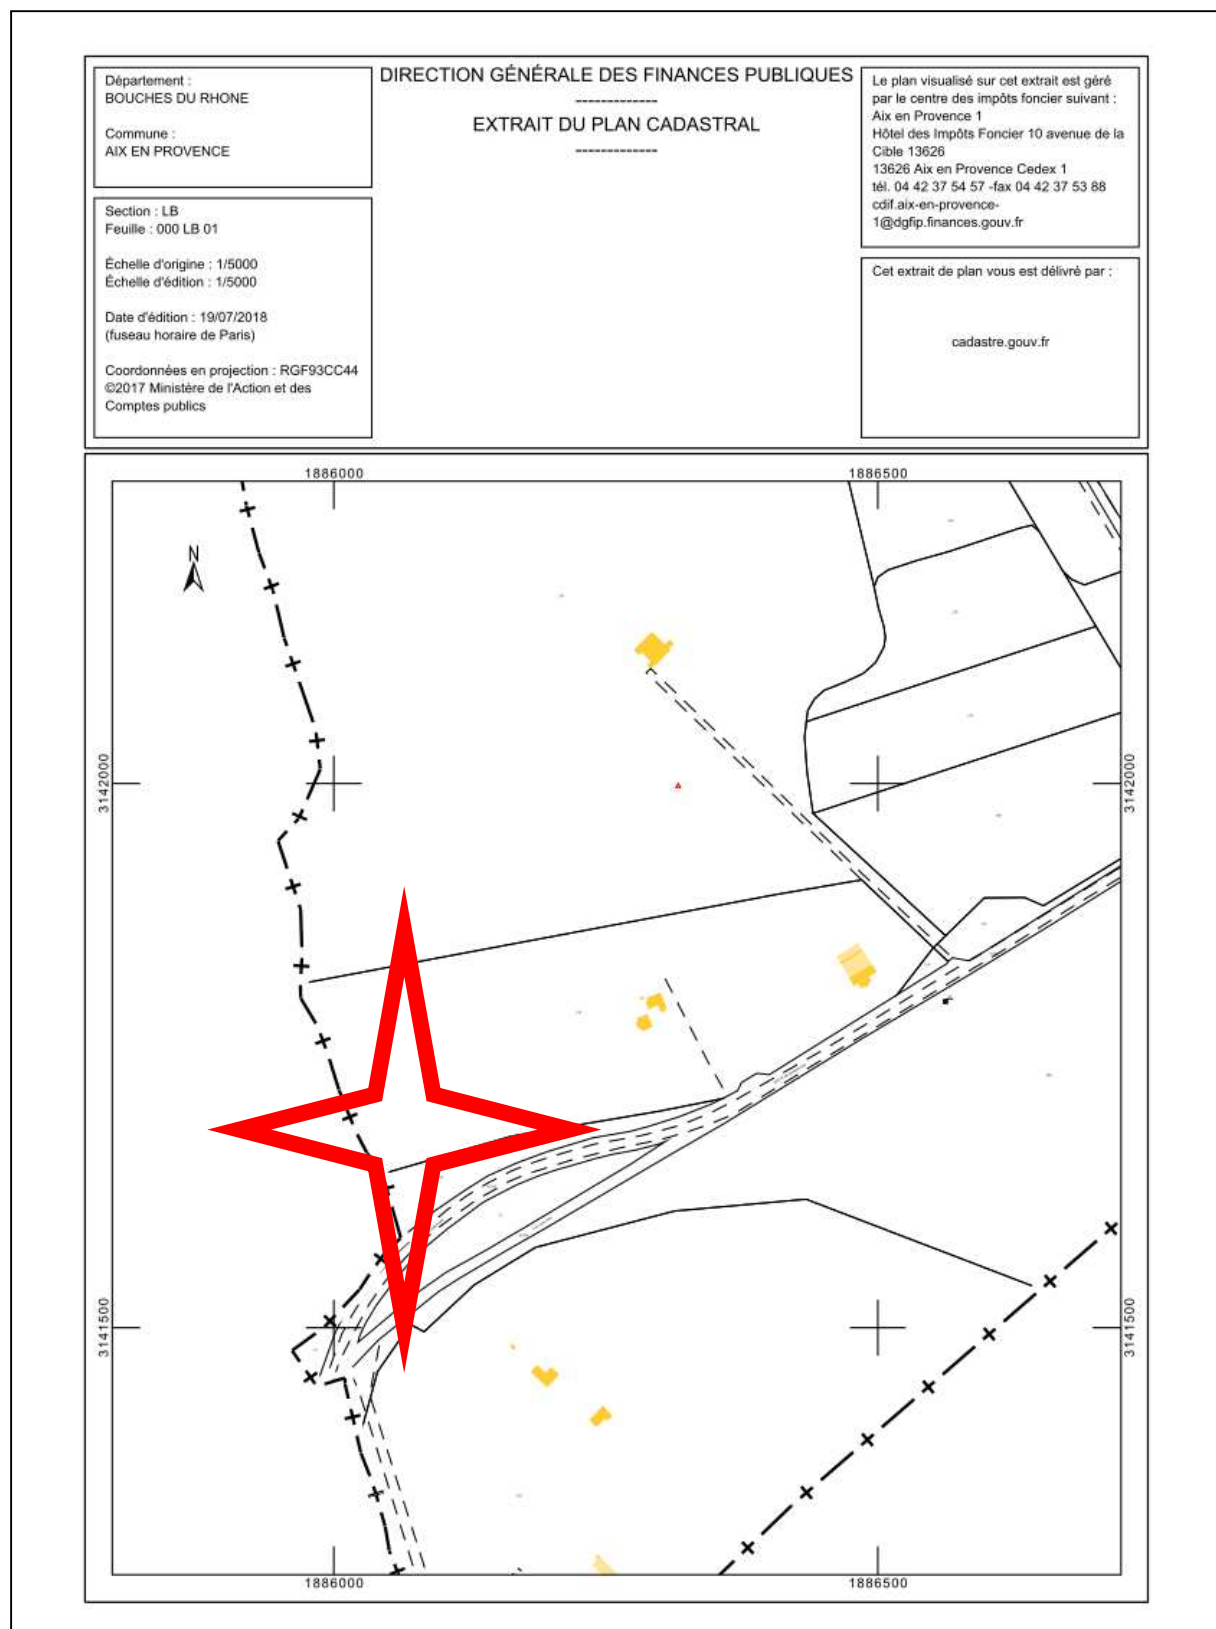 DIRECTION GÉNÉRALE DES FINANCES PUBLIQUES
-------------
EXTRAIT DU PLAN CADASTRAL
-------------
Département :
BOUCHES DU RHONE
Commune :
AIX EN PROVENCE
Section : LB
Feuille : 000 LB 01
Échelle d'origine : 1/5000
Échelle d'édition : 1/5000
Date d'édition : 19/07/2018
(fuseau horaire de Paris)
Coordonnées en projection : RGF93CC44
©2017 Ministère de l'Action et des
Comptes publics
Le plan visualisé sur cet extrait est géré
par le centre des impôts foncier suivant :
Aix en Provence 1
Hôtel des Impôts Foncier 10 avenue de la
Cible 13626
13626 Aix en Provence Cedex 1
tél. 04 42 37 54 57 -fax 04 42 37 53 88
cdif.aix-en-provence-
1@dgfip.finances.gouv.fr
Cet extrait de plan vous est délivré par :
cadastre.gouv.fr
1886000
1886500
N
3142000
3142000
3141500
3141500
1886000
1886500